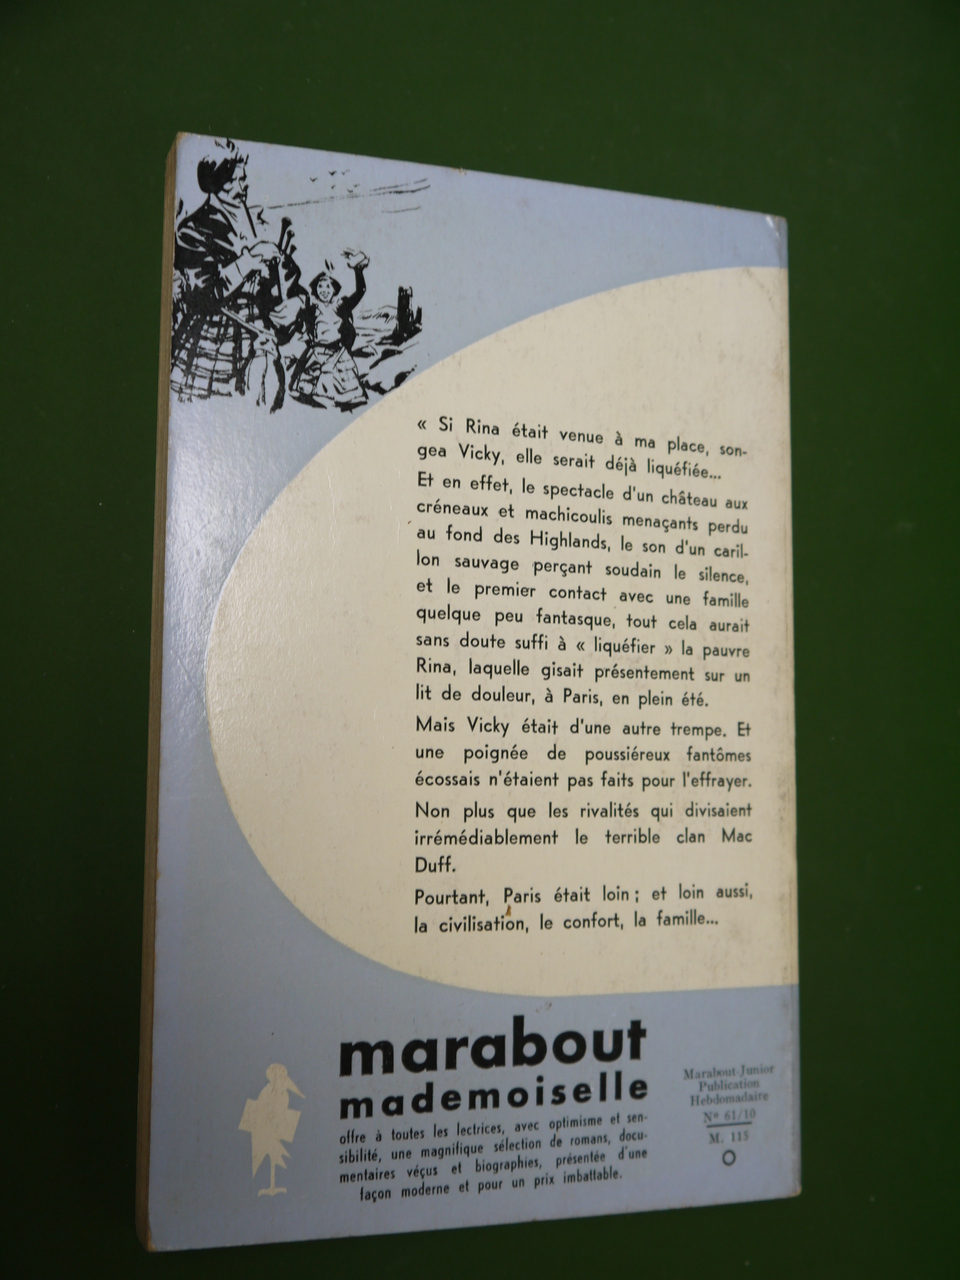 « Si Rina était venue à ma place, son-
gea Vicky, elle serait déjà liquéfiée...
Et en effet, le spectacle d'un château aux
créneaux et machicoulis menaçants perdu
au fond des Highlands, le son d'un caril-
lon sauvage perçant soudain le silence,
et le premier contact avec une famille
quelque peu fantasque, tout cela aurait
sans doute suffi à « liquéfier » la pauvre
Rina, laquelle gisait présentement sur un
lit de douleur, à Paris, en plein été.
Mais Vicky était d'une autre trempe. Et
une poignée de poussiéreux fantômes
écossais n'étaient pas faits pour l'effrayer.
Non plus que les rivalités qui divisaient
irrémédiablement le terrible clan Mac
Duff.
Pourtant, Paris était loin ; et loin aussi,
la civilisation, le confort, la famille...
marabout
mademoiselle
offre à toutes les lectrices, avec optimisme et sen-
sibilité, une magnifique sélection de romans, docu-
mentaires vécus et biographies, présentée d'une
façon moderne et pour un prix imbattable.
Marabout-Junior
Publication
Hebdomadaire
Nº 61/10
M. 115